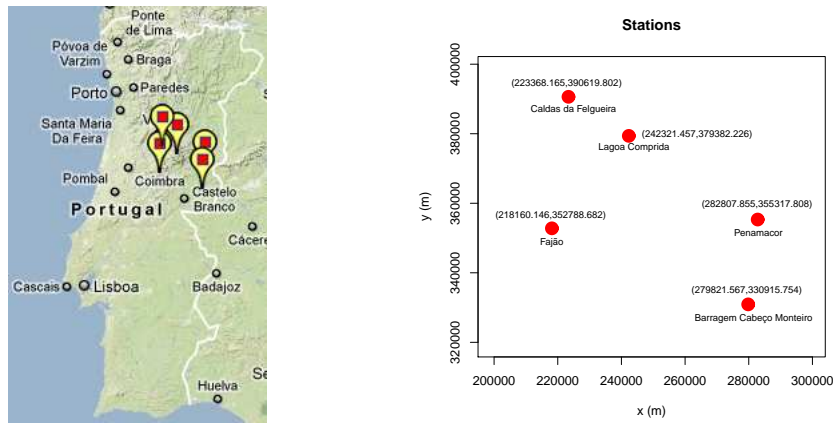 Ponte
de Lima
Póvoa de
Varzim
Braga
Porto
Paredes
Santa Maria
Da Feira
V
Pombal
Coimbra
Castelo
Branco
Portugal
Cácere
Cascais
Lisboa
Badajoz
Huelva
Se
Stations
y (m)
400000
380000
360000
340000
320000
(223368.165,390619.802)
Caldas da Felgueira
(242321.457,379382.226)
Lagoa Comprida
(282807.855,355317.808)
Penamacor
(218160.146,352788.682)
Fajão
(279821.567,330915.754)
Barragem Cabeço Monteiro
200000 220000 240000 260000 280000 300000
x (m)